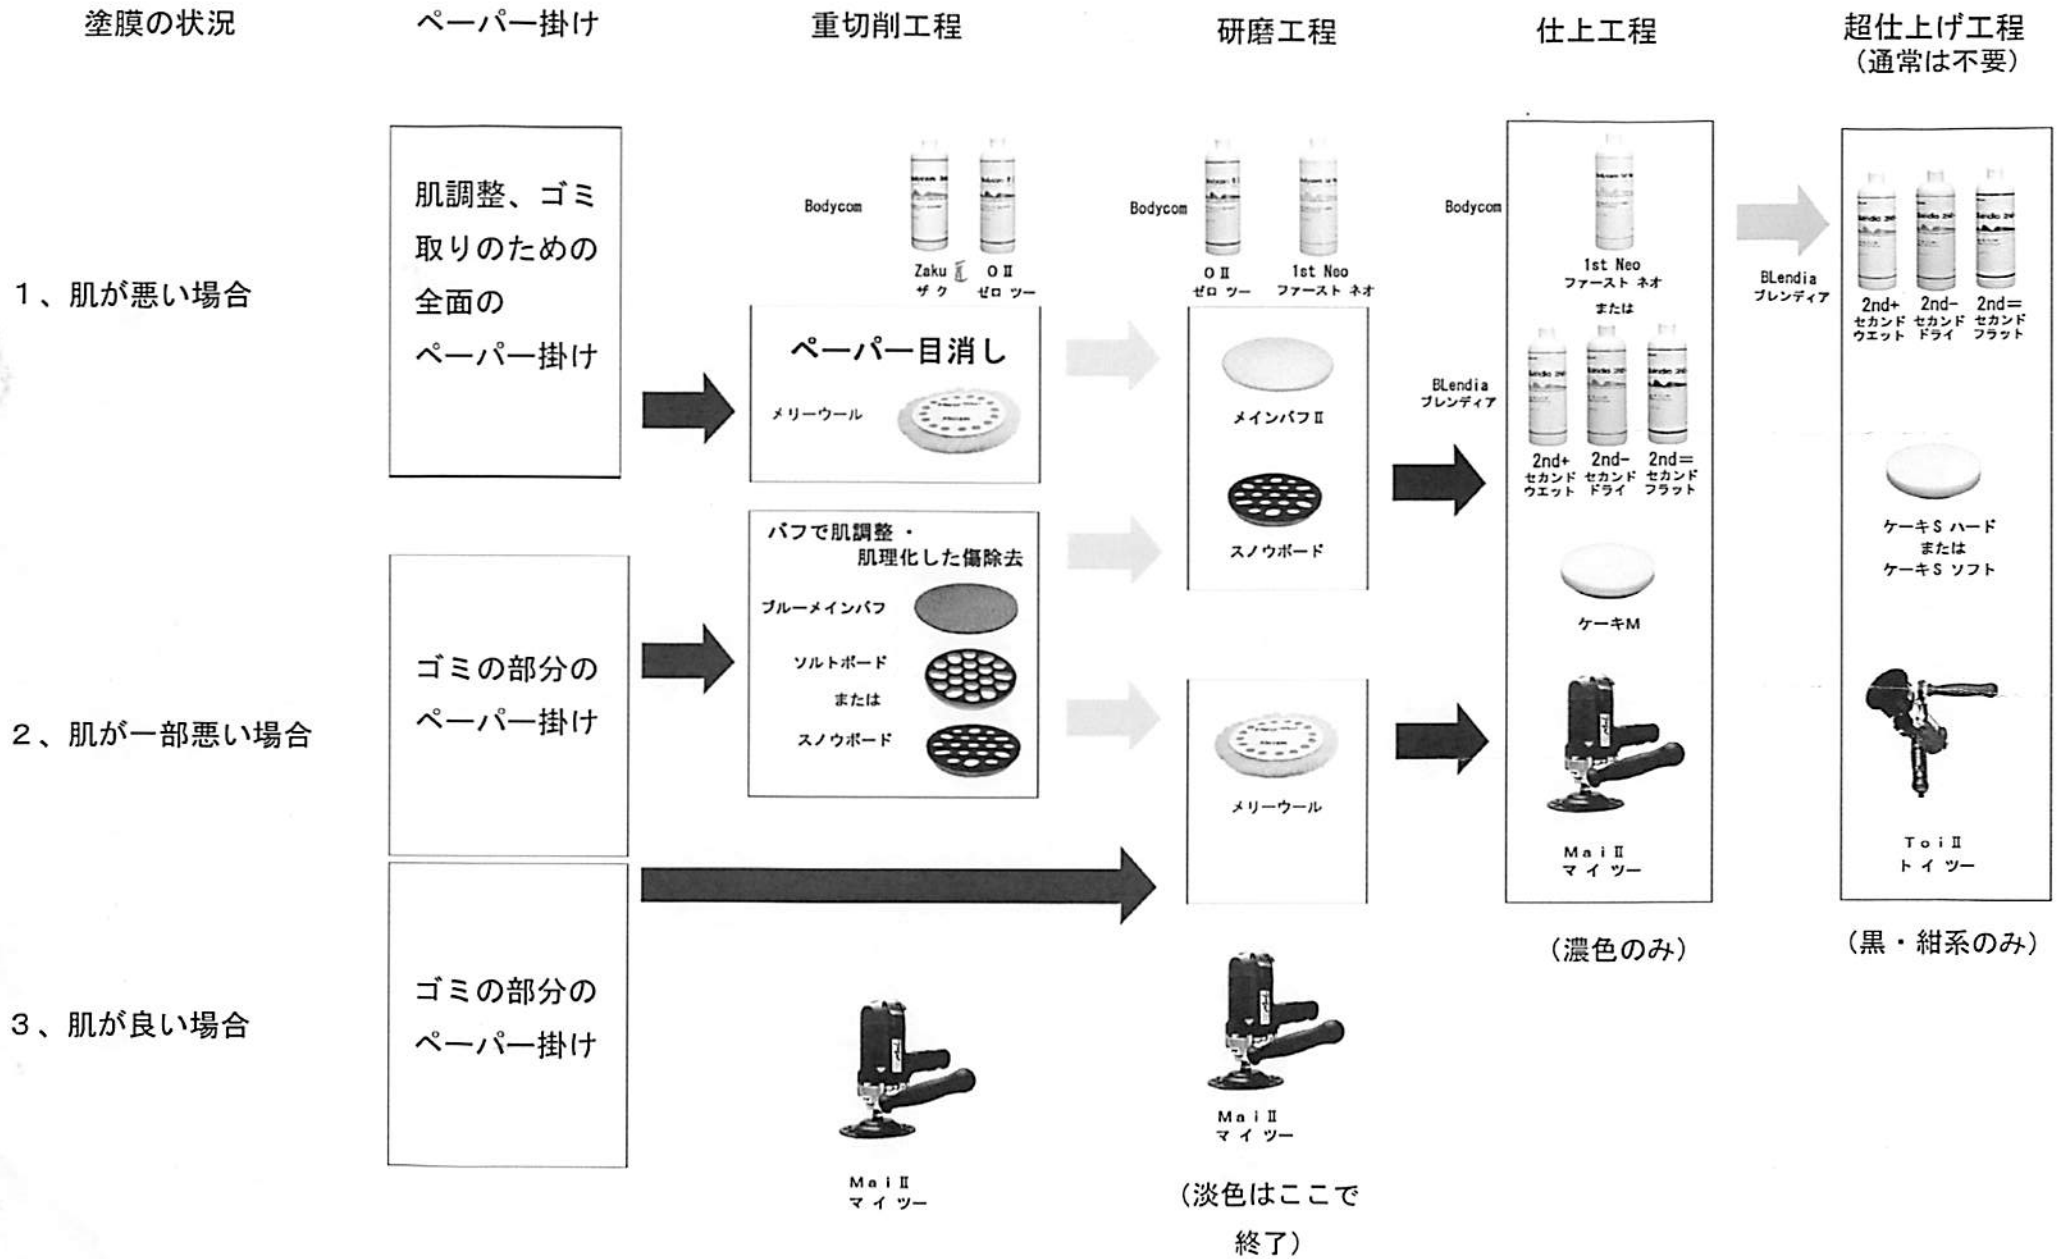 塗膜の状況
ペーパー掛け
重切削工程
研磨工程
仕上工程
超仕上げ工程
(通常は不要)
1、肌が悪い場合
肌調整、ゴミ
取りのための
全面の
ペーパー掛け
Bodycom
Zaku
ザク
OⅡ
ゼロ ツー
ペーパー目消し
メリーウール
バフで肌調整・
肌理化した傷除去
ブルーメインバフ
ソルトボード
または
スノウボード
MaiⅡ
マイ ツー
Bodycom
OⅡ
ゼロ ツー
1st Neo
ファースト ネオ
メインバフⅡ
スノウボード
メリーウール
MaiⅡ
マイ ツー
(淡色はここで
終了)
Bodycom
1st Neo
ファースト ネオ
または
BLendia
ブレンディア
2nd+
セカンド
ウエット
2nd-
セカンド
ドライ
2nd=
セカンド
フラット
ケーキM
MaiⅡ
マイ ツー
(濃色のみ)
BLendia
ブレンディア
2nd+
セカンド
ウエット
2nd-
セカンド
ドライ
2nd=
セカンド
フラット
ケーキS ハード
または
ケーキS ソフト
ToiⅡ
トイ ツー
(黒・紺系のみ)
2、肌が一部悪い場合
ゴミの部分の
ペーパー掛け
3、肌が良い場合
ゴミの部分の
ペーパー掛け